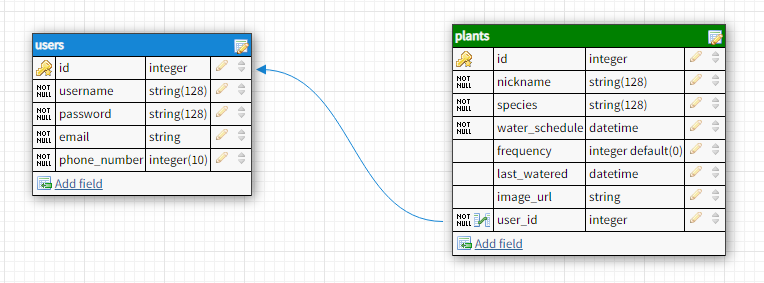 users
id integer
NOT NULL username string(128)
NOT NULL password string(128)
NOT NULL email string
NOT NULL phone_number integer(10)
Add field
plants
id integer
NOT NULL nickname string(128)
NOT NULL species string(128)
NOT NULL water_schedule datetime
frequency integer default(0)
last_watered datetime
image_url string
NOT NULL user_id integer
Add field